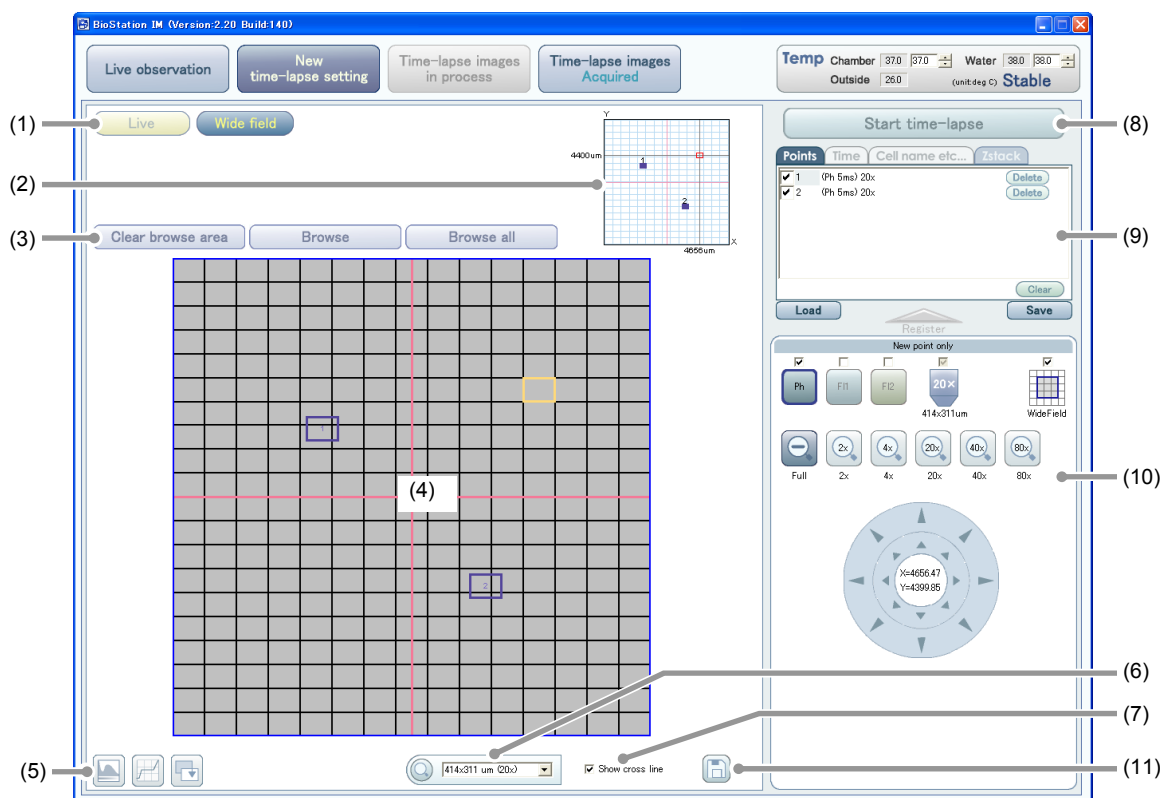 BioStation IM (Version:2.20 Build:140)
Live observation
New
time-lapse setting
Time-lapse images
in process
Time-lapse images
Acquired
Temp Chamber 37.0 37.0 Water 38.0 38.0
Outside 26.0 (unit:deg C) Stable
(1)
Live
Wide field
Y
4400um
1
2
X
4656um
(2)
(3)
Clear browse area
Browse
Browse all
1
(4)
2
(5)
414x311 um (20x)
Show cross line
Start time-lapse
(8)
Points
Time
Cell name etc...
Zstack
1 (Ph 5ms) 20x Delete
2 (Ph 5ms) 20x Delete
(9)
Clear
Load
Save
Register
New point only
Ph
Fl1
Fl2
20×
414x311um
WideField
2x
4x
20x
40x
80x
Full
2x
4x
20x
40x
80x
(10)
X=4656.47
Y=4399.85
(6)
(7)
(11)